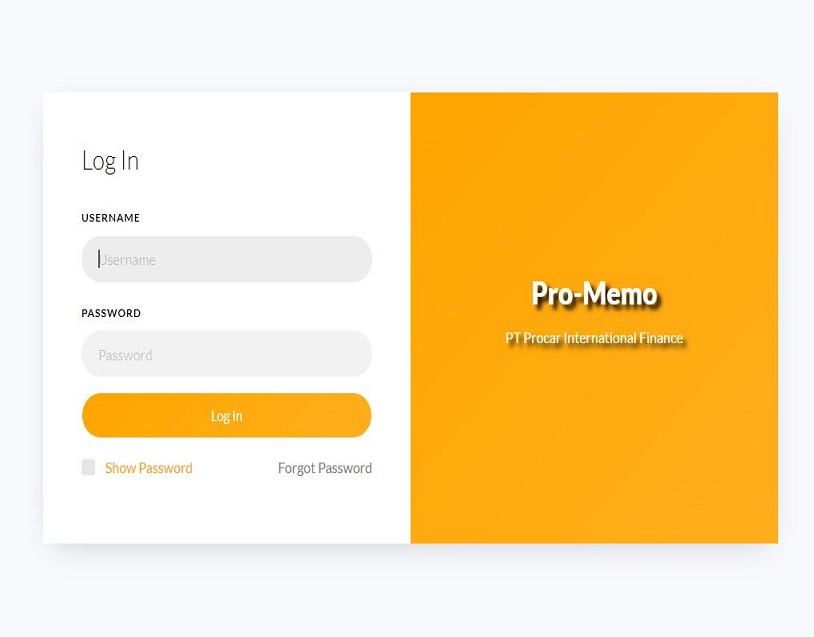 Log In
USERNAME
Username
PASSWORD
Password
Log In
Show Password
Forgot Password
Pro-Memo
PT Procar International Finance